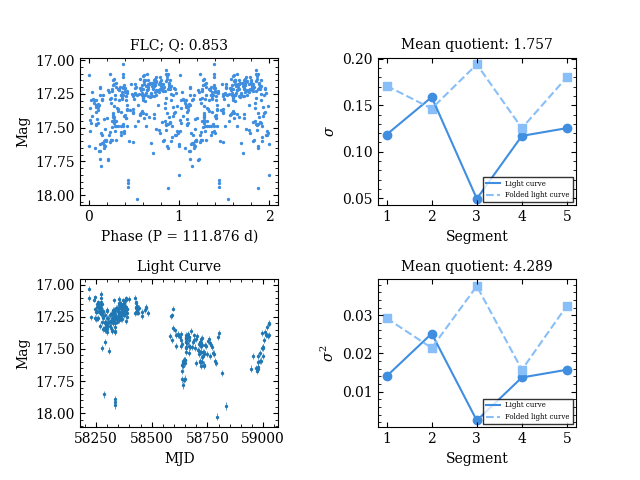 FLC; Q: 0.853
17.00
17.25
17.50
17.75
18.00
Mag
0
1
2
Phase (P = 111.876 d)
Mean quotient: 1.757
0.20
0.15
0.10
0.05
σ
Light curve
Folded light curve
1
2
3
4
5
Segment
Light Curve
17.00
17.25
17.50
17.75
18.00
Mag
58250
58500
58750
59000
MJD
Mean quotient: 4.289
0.03
0.02
0.01
σ²
Light curve
Folded light curve
1
2
3
4
5
Segment